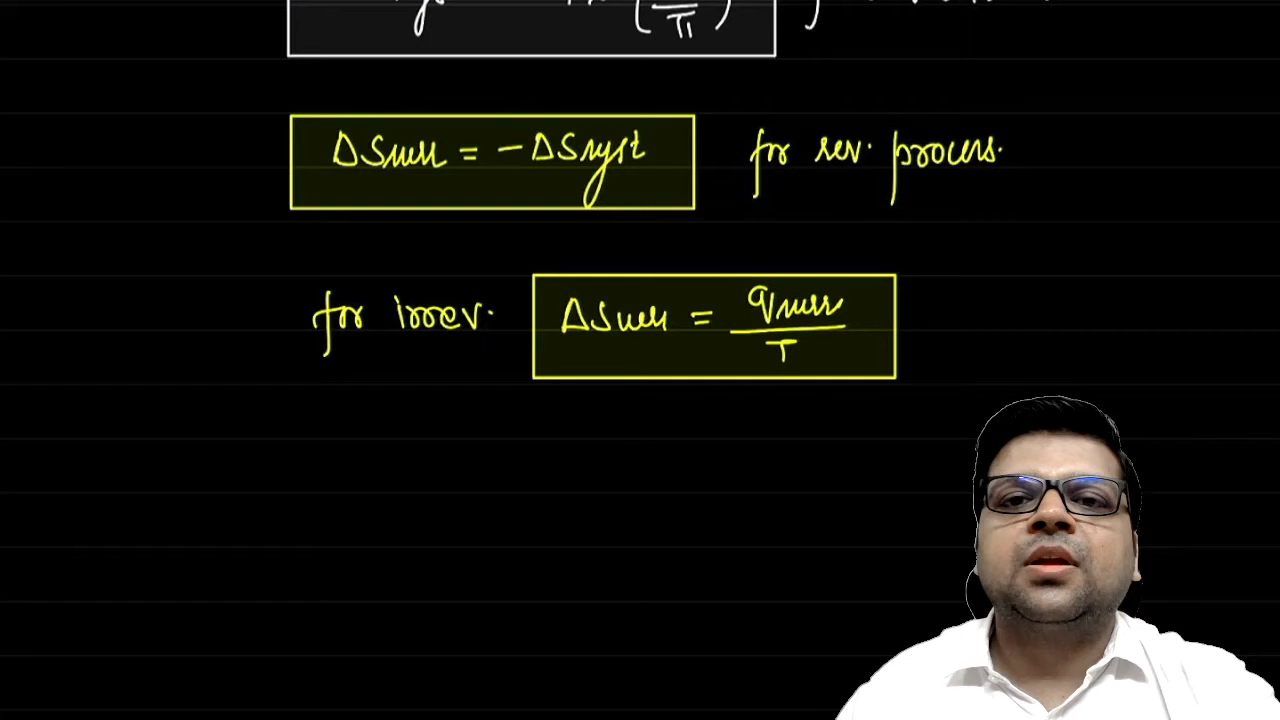 ΔSsurr = -ΔSsyst for rev. process.
for irrev. ΔSsurr = qsurr / T